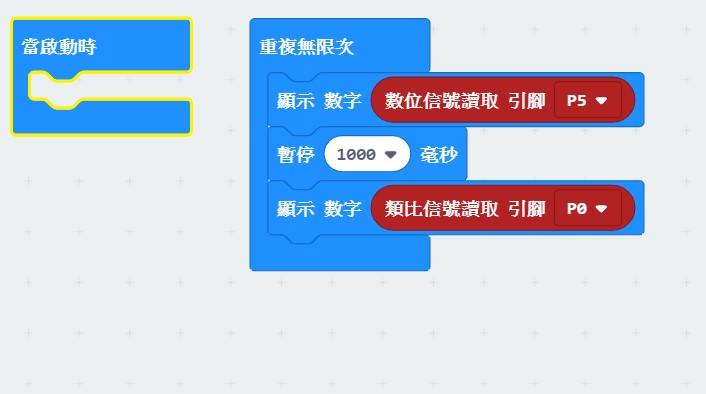 當啟動時
重複無限次
顯示 數字 數位信號讀取 引腳 P5
暫停 1000 毫秒
顯示 數字 類比信號讀取 引腳 P0